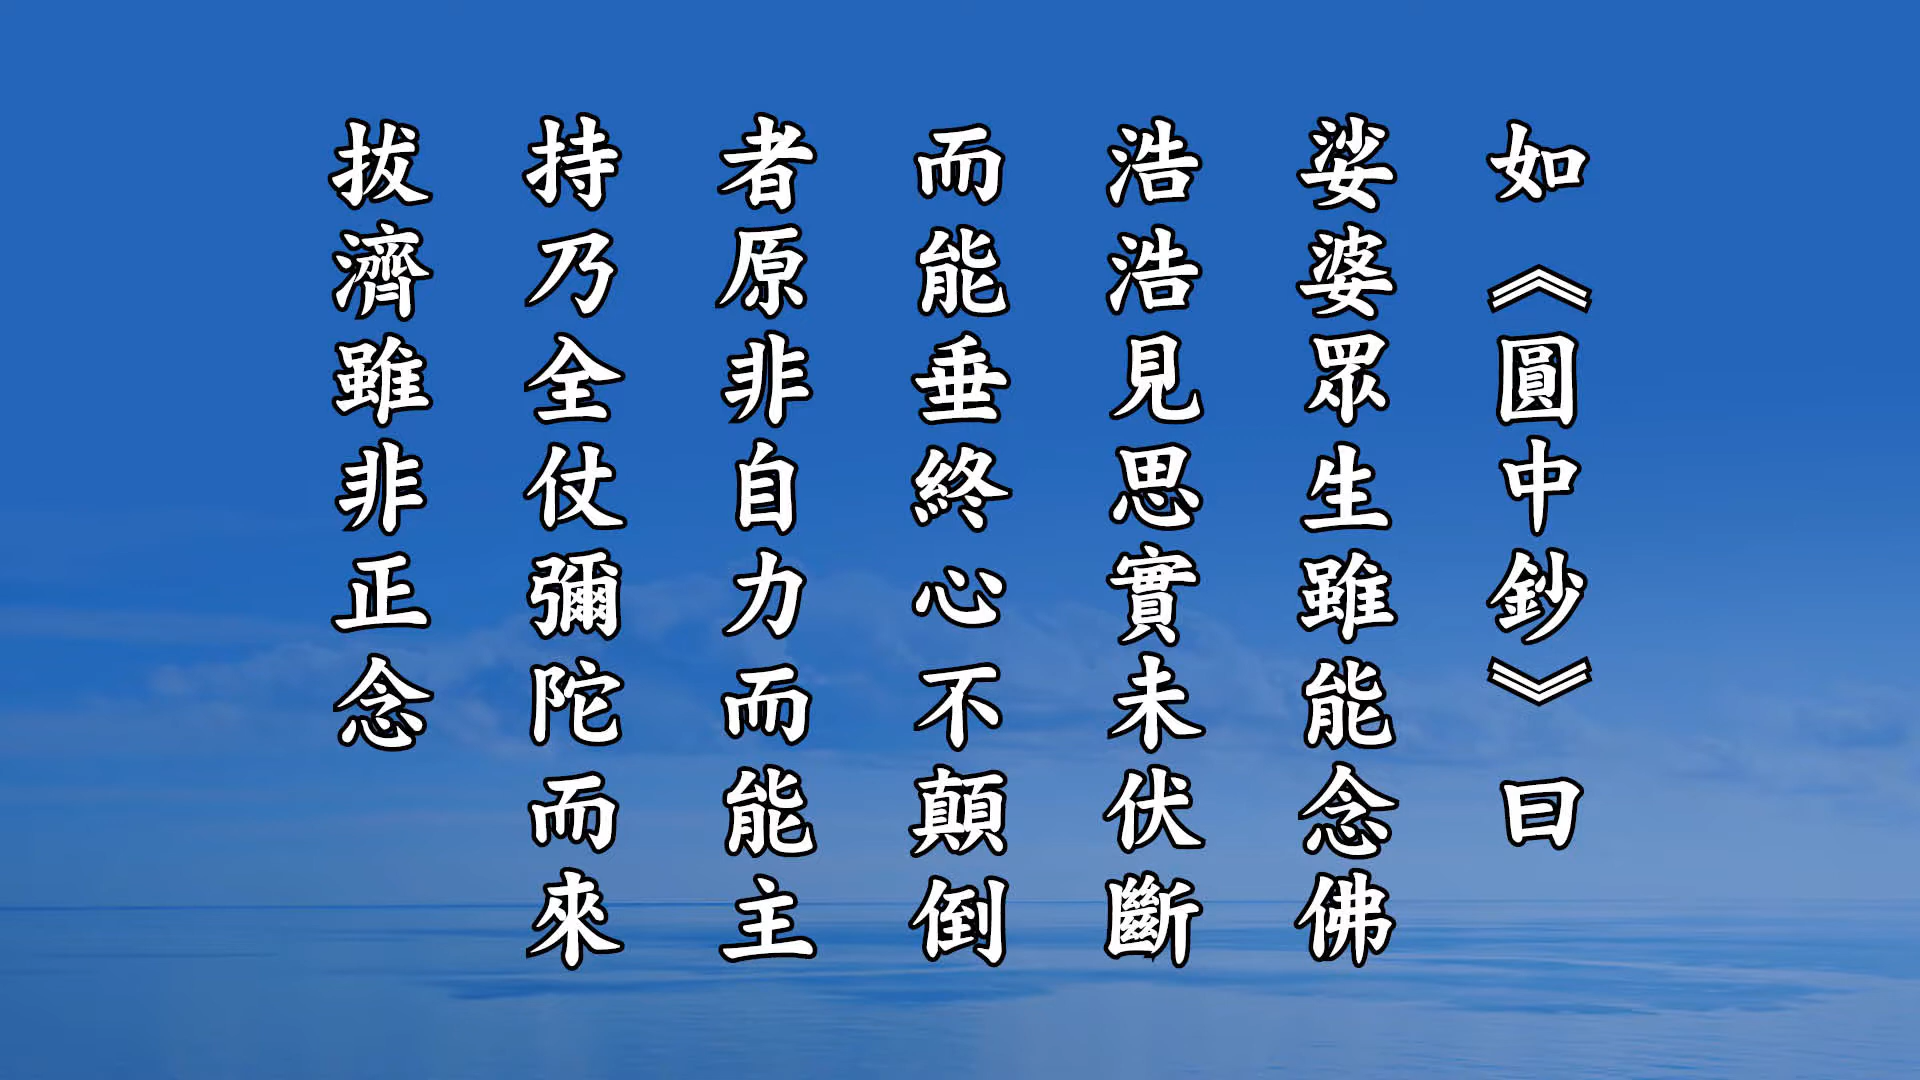 如《圓中鈔》曰
娑婆眾生雖能念佛
浩浩見思實未伏斷
而能垂終心不顛倒
者原非自力而能主
持乃全仗彌陀而來
拔濟雖非正念